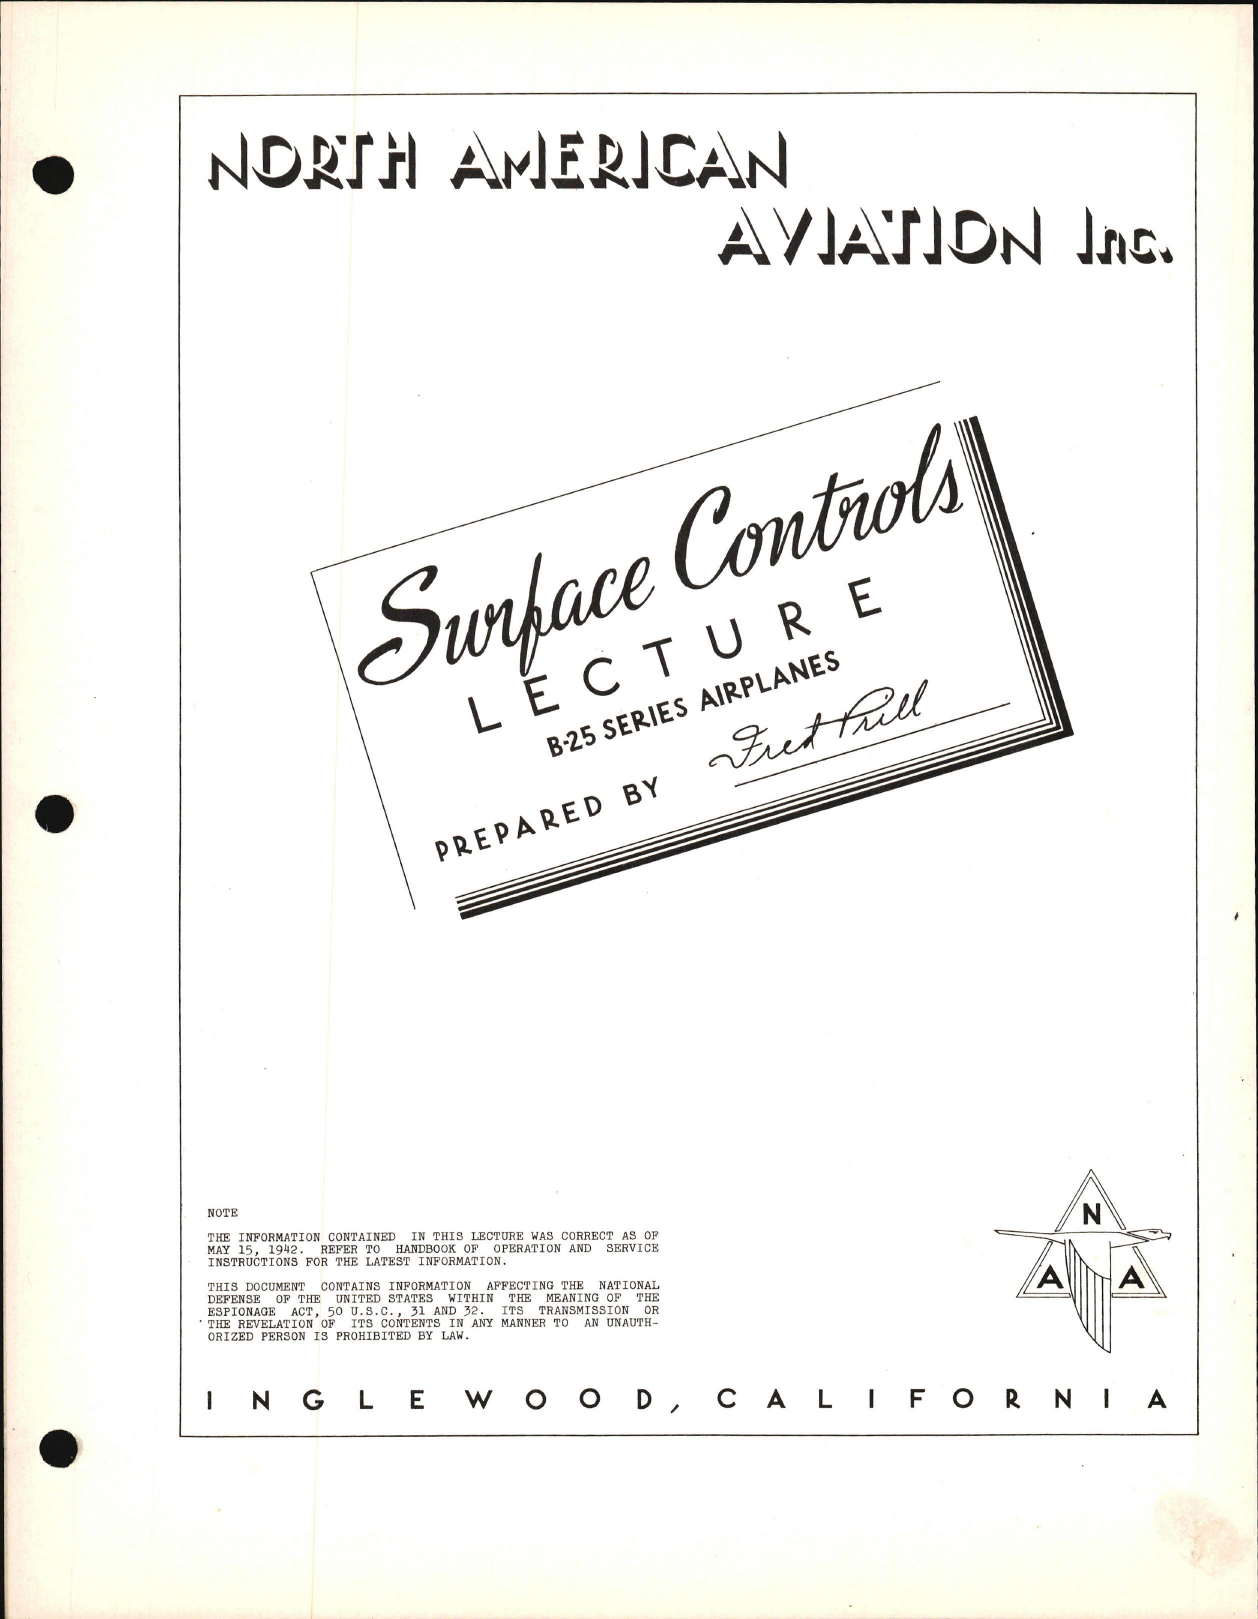 NORTH AMERICAN
AVIATION Inc.
Surface Controls
LECTURE
B-25 SERIES AIRPLANES
PREPARED BY Fred Prill
NOTE
THE INFORMATION CONTAINED IN THIS LECTURE WAS CORRECT AS OF
MAY 15, 1942. REFER TO HANDBOOK OF OPERATION AND SERVICE
INSTRUCTIONS FOR THE LATEST INFORMATION.
THIS DOCUMENT CONTAINS INFORMATION AFFECTING THE NATIONAL
DEFENSE OF THE UNITED STATES WITHIN THE MEANING OF THE
ESPIONAGE ACT, 50 U.S.C., 31 AND 32. ITS TRANSMISSION OR
THE REVELATION OF ITS CONTENTS IN ANY MANNER TO AN UNAUTH-
ORIZED PERSON IS PROHIBITED BY LAW.
N
A A
INGLEWOOD, CALIFORNIA